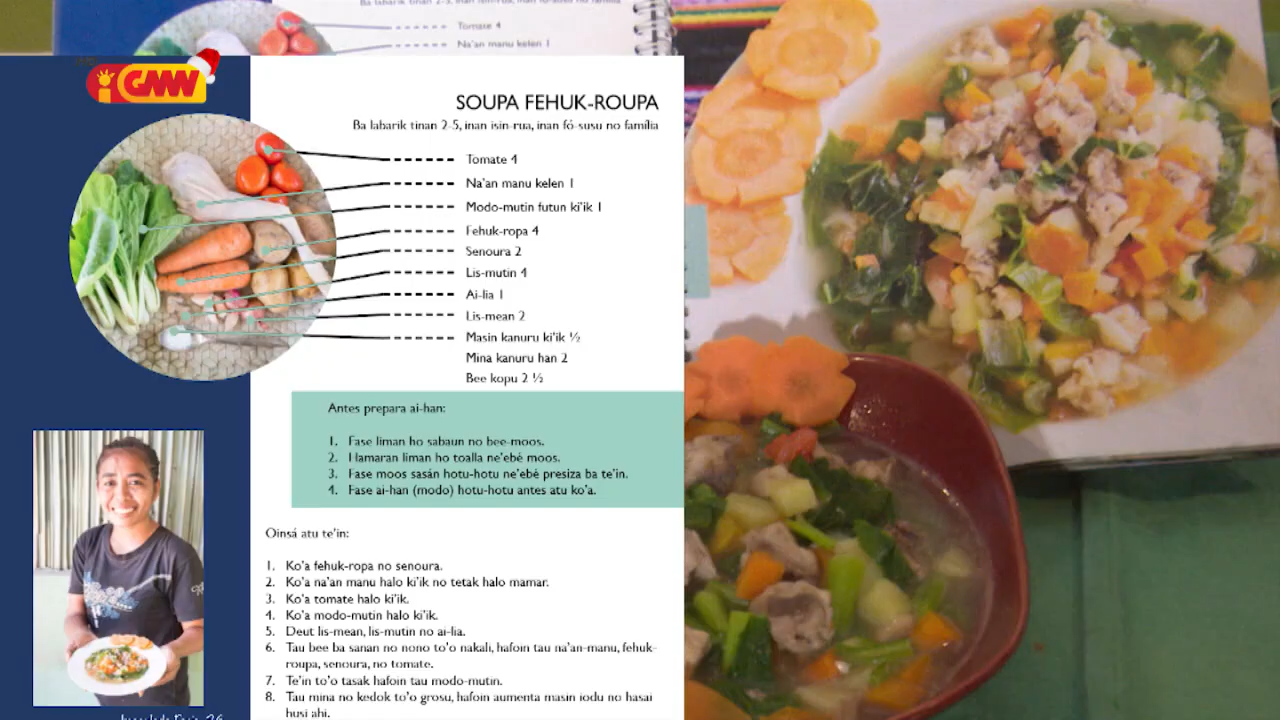 Tomate 4
Na'an manu kelen 1
GMN
SOUPA FEHUK-ROUPA
Ba labarik tinan 2-5, inan isin-rua, inan fó-susu no família
Tomate 4
Na'an manu kelen 1
Modo-mutin futun ki'ik 1
Fehuk-ropa 4
Senoura 2
Lis-mutin 4
Ai-lia 1
Lis-mean 2
Masin kanuru ki'ik ½
Mina kanuru han 2
Bee kopu 2 ½
Antes prepara ai-han:
1. Fase liman ho sabaun no bee-moos.
2. Hamaran liman ho toalla ne'ebé moos.
3. Fase moos sasán hotu-hotu ne'ebé presiza ba te'in.
4. Fase ai-han (modo) hotu-hotu antes atu ko'a.
Oinsá atu te'in:
1. Ko'a fehuk-ropa no senoura.
2. Ko'a na'an manu halo ki'ik no tetak halo mamar.
3. Ko'a tomate halo ki'ik.
4. Ko'a modo-mutin halo ki'ik.
5. Deut lis-mean, lis-mutin no ai-lia.
6. Tau bee ba sanan no nono to'o nakali, hafoin tau na'an-manu, fehuk-
roupa, senoura, no tomate.
7. Te'in to'o tasak hafoin tau modo-mutin.
8. Tau mina no kedok to'o grosu, hafoin aumenta masin iodu no hasai
husi ahi.